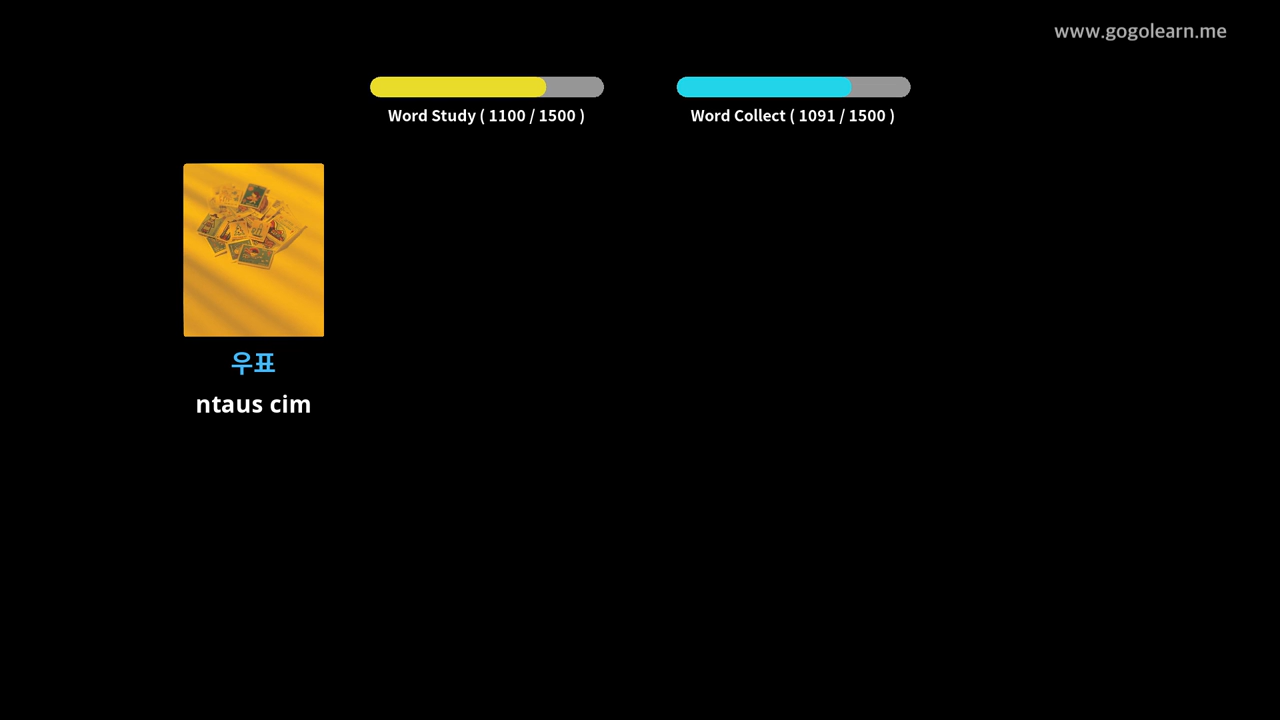 www.gogolearn.me
Word Study ( 1100 / 1500 )
Word Collect ( 1091 / 1500 )
우표
ntaus cim